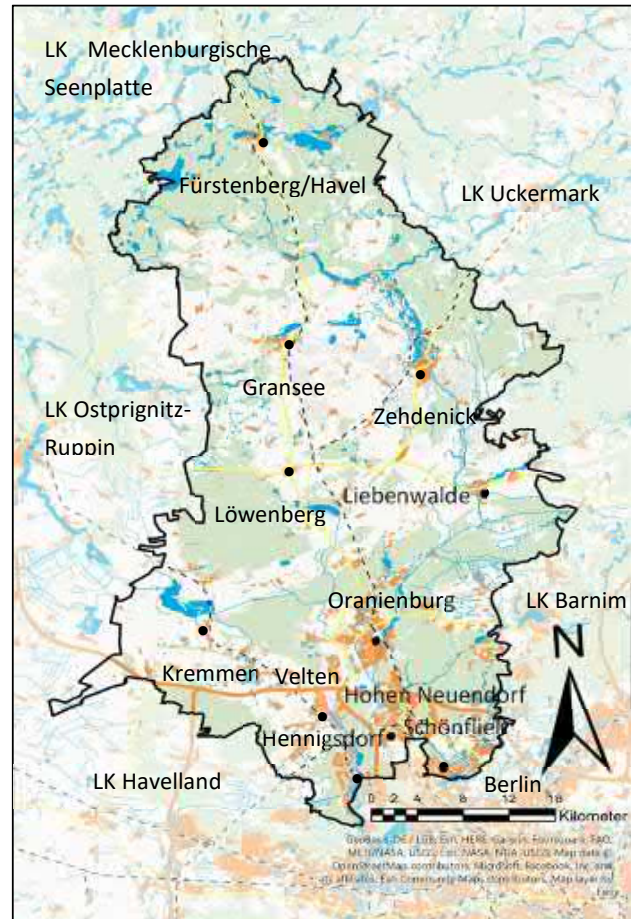 LK Mecklenburgische
Seenplatte
Fürstenberg/Havel
LK Uckermark
Gransee
Zehdenick
LK Ostprignitz-
Ruppin
Liebenwalde
Löwenberg
Oranienburg
LK Barnim
N
Kremmen
Velten
Hohen Neuendorf
Schönfließ
Hennigsdorf
LK Havelland
Berlin
0 2 4 8 12 16
Kilometer